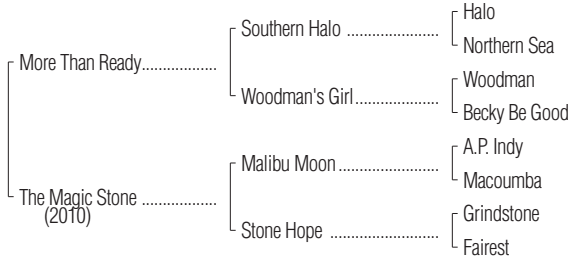 Halo
Southern Halo ...................
Northern Sea
More Than Ready................
Woodman
Woodman's Girl.................
Becky Be Good
A.P. Indy
Malibu Moon....................
Macoumba
The Magic Stone ................
(2010)
Grindstone
Stone Hope ......................
Fairest